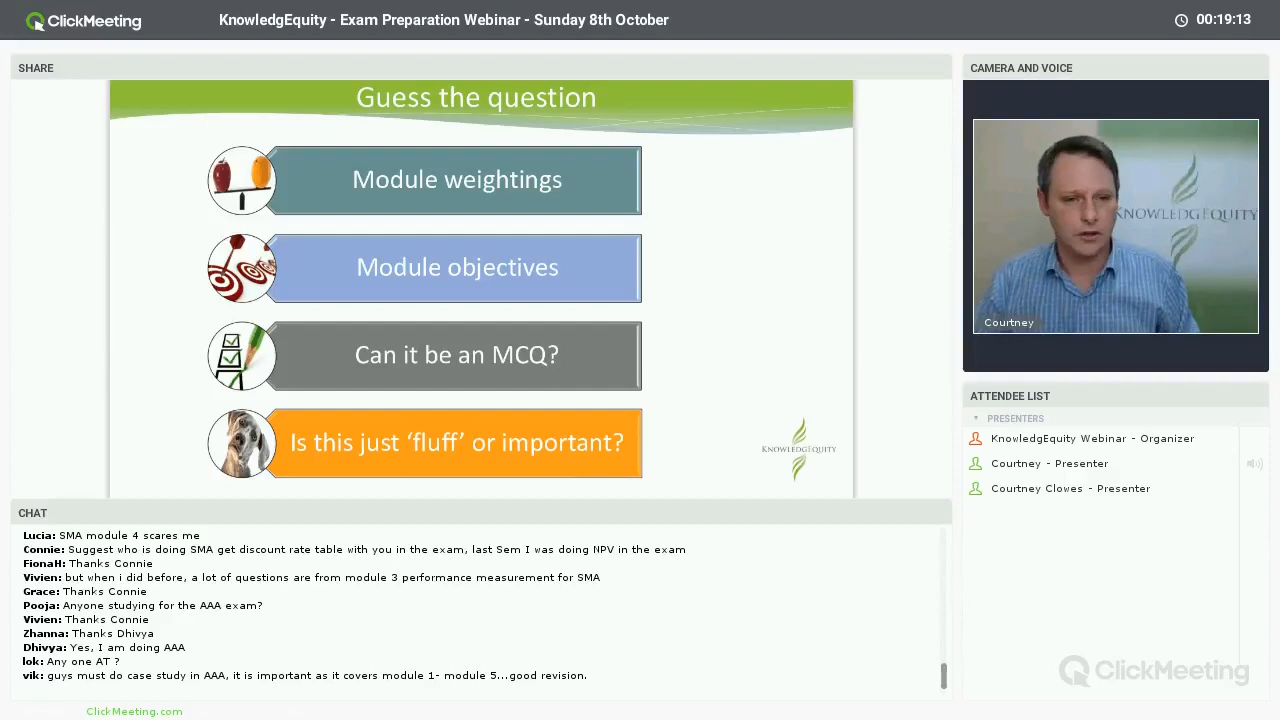 ClickMeeting
KnowledgEquity - Exam Preparation Webinar - Sunday 8th October
00:19:13
SHARE
Guess the question
Module weightings
Module objectives
Can it be an MCQ?
Is this just ‘fluff’ or important?
KNOWLEDGEQUITY
CAMERA AND VOICE
KNOWLEDGEQUITY
Courtney
ATTENDEE LIST
PRESENTERS
KnowledgEquity Webinar - Organizer
Courtney - Presenter
Courtney Clowes - Presenter
CHAT
Lucia: SMA module 4 scares me
Connie: Suggest who is doing SMA get discount rate table with you in the exam, last Sem I was doing NPV in the exam
FionaH: Thanks Connie
Vivien: but when i did before, a lot of questions are from module 3 performance measurement for SMA
Grace: Thanks Connie
Pooja: Anyone studying for the AAA exam?
Vivien: Thanks Connie
Zhanna: Thanks Dhivya
Dhivya: Yes, I am doing AAA
lok: Any one AT ?
vik: guys must do case study in AAA, it is important as it covers module 1- module 5...good revision.
ClickMeeting
ClickMeeting.com